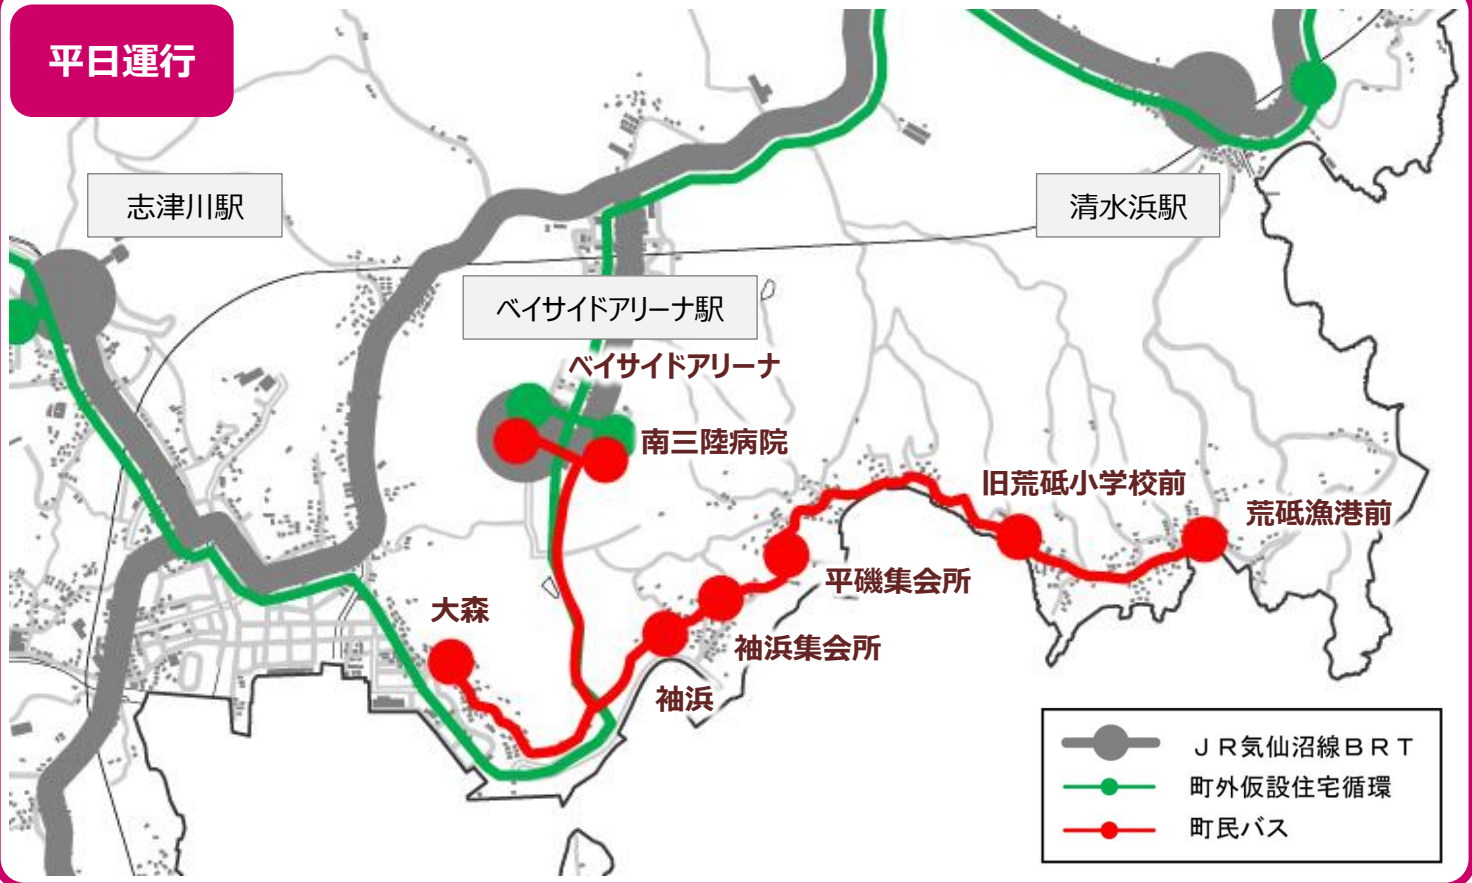 平日運行
志津川駅
清水浜駅
ベイサイドアリーナ駅
ベイサイドアリーナ
南三陸病院
旧荒砥小学校前
荒砥漁港前
平磯集会所
大森
袖浜集会所
袖浜
ＪＲ気仙沼線ＢＲＴ
町外仮設住宅循環
町民バス